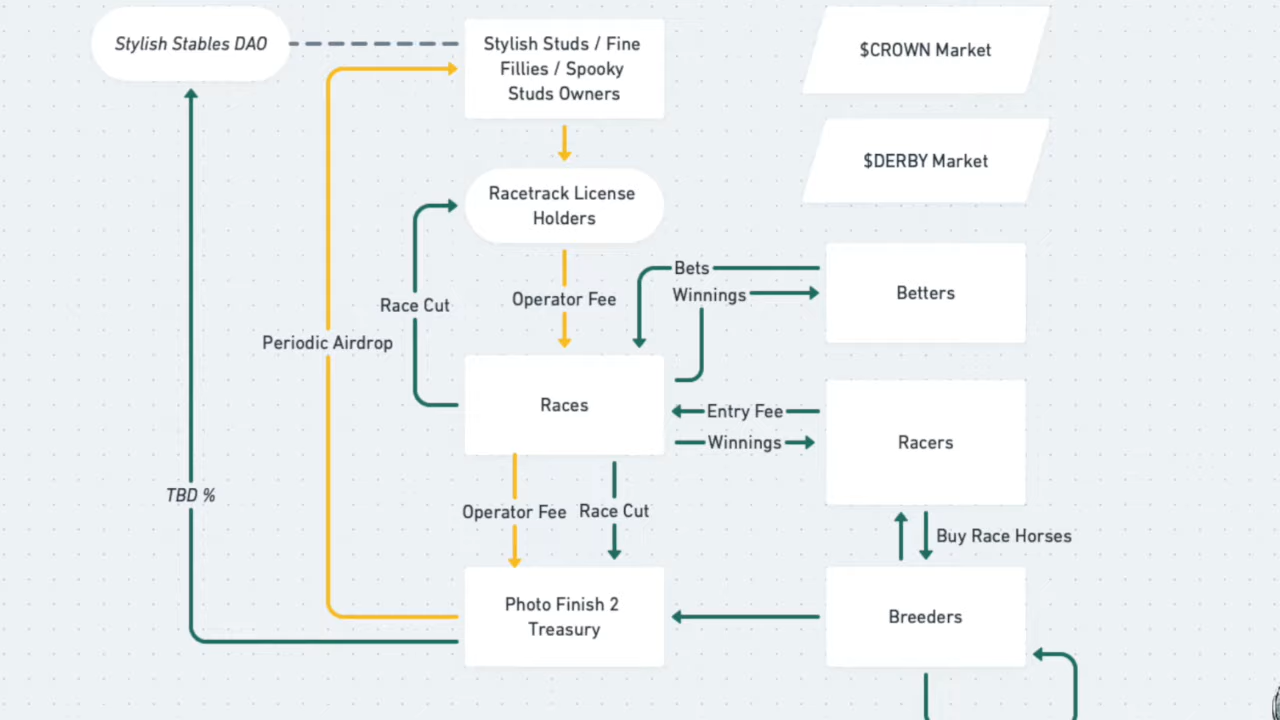 Stylish Stables DAO
Stylish Studs / Fine
Fillies / Spooky
Studs Owners
$CROWN Market
$DERBY Market
Racetrack License
Holders
Bets
Winnings
Betters
Race Cut
Operator Fee
Periodic Airdrop
Races
Entry Fee
Winnings
Racers
TBD %
Operator Fee
Race Cut
Buy Race Horses
Photo Finish 2
Treasury
Breeders